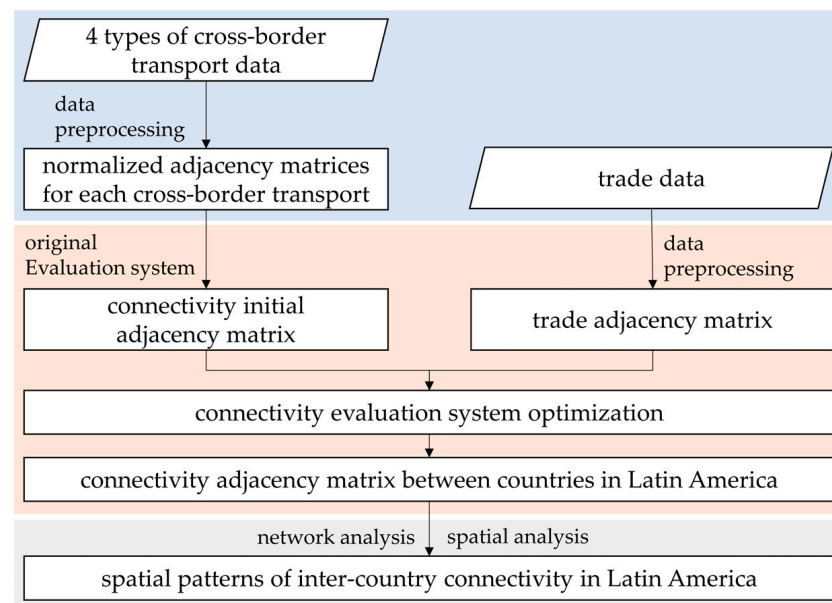 4 types of cross-border
transport data
data
preprocessing
normalized adjacency matrices
for each cross-border transport
trade data
original
Evaluation system
data
preprocessing
connectivity initial
adjacency matrix
trade adjacency matrix
connectivity evaluation system optimization
connectivity adjacency matrix between countries in Latin America
network analysis
spatial analysis
spatial patterns of inter-country connectivity in Latin America